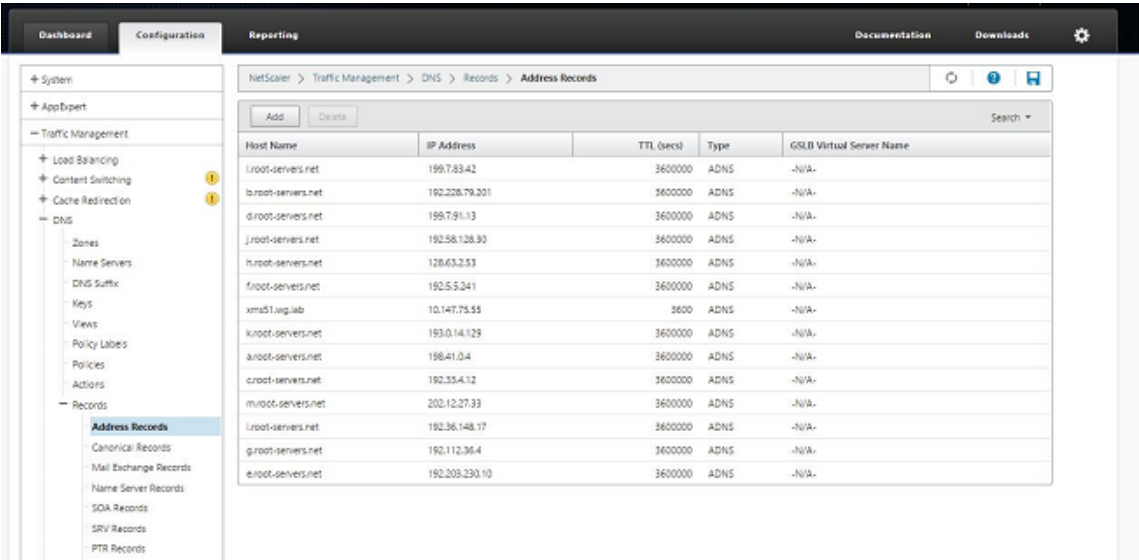 Dashboard Configuration Reporting Documentation Downloads
+ System
+ AppExpert
− Traffic Management
+ Load Balancing
+ Content Switching
+ Cache Redirection
− DNS
Zones
Name Servers
DNS Suffix
Keys
Views
Policy Labels
Policies
Actions
− Records
Address Records
Canonical Records
Mail Exchange Records
Name Server Records
SOA Records
SRV Records
PTR Records
NetScaler > Traffic Management > DNS > Records > Address Records
Add Delete Search
Host Name IP Address TTL (secs) Type GSLB Virtual Server Name
l.root-servers.net 199.7.83.42 3600000 ADNS -N/A-
b.root-servers.net 192.228.79.201 3600000 ADNS -N/A-
d.root-servers.net 199.7.91.13 3600000 ADNS -N/A-
j.root-servers.net 192.58.128.30 3600000 ADNS -N/A-
h.root-servers.net 128.63.2.53 3600000 ADNS -N/A-
f.root-servers.net 192.5.5.241 3600000 ADNS -N/A-
xms51.wg.lab 10.147.75.55 3600 ADNS -N/A-
k.root-servers.net 193.0.14.129 3600000 ADNS -N/A-
a.root-servers.net 198.41.0.4 3600000 ADNS -N/A-
c.root-servers.net 192.33.4.12 3600000 ADNS -N/A-
m.root-servers.net 202.12.27.33 3600000 ADNS -N/A-
i.root-servers.net 192.36.148.17 3600000 ADNS -N/A-
g.root-servers.net 192.112.36.4 3600000 ADNS -N/A-
e.root-servers.net 192.203.230.10 3600000 ADNS -N/A-